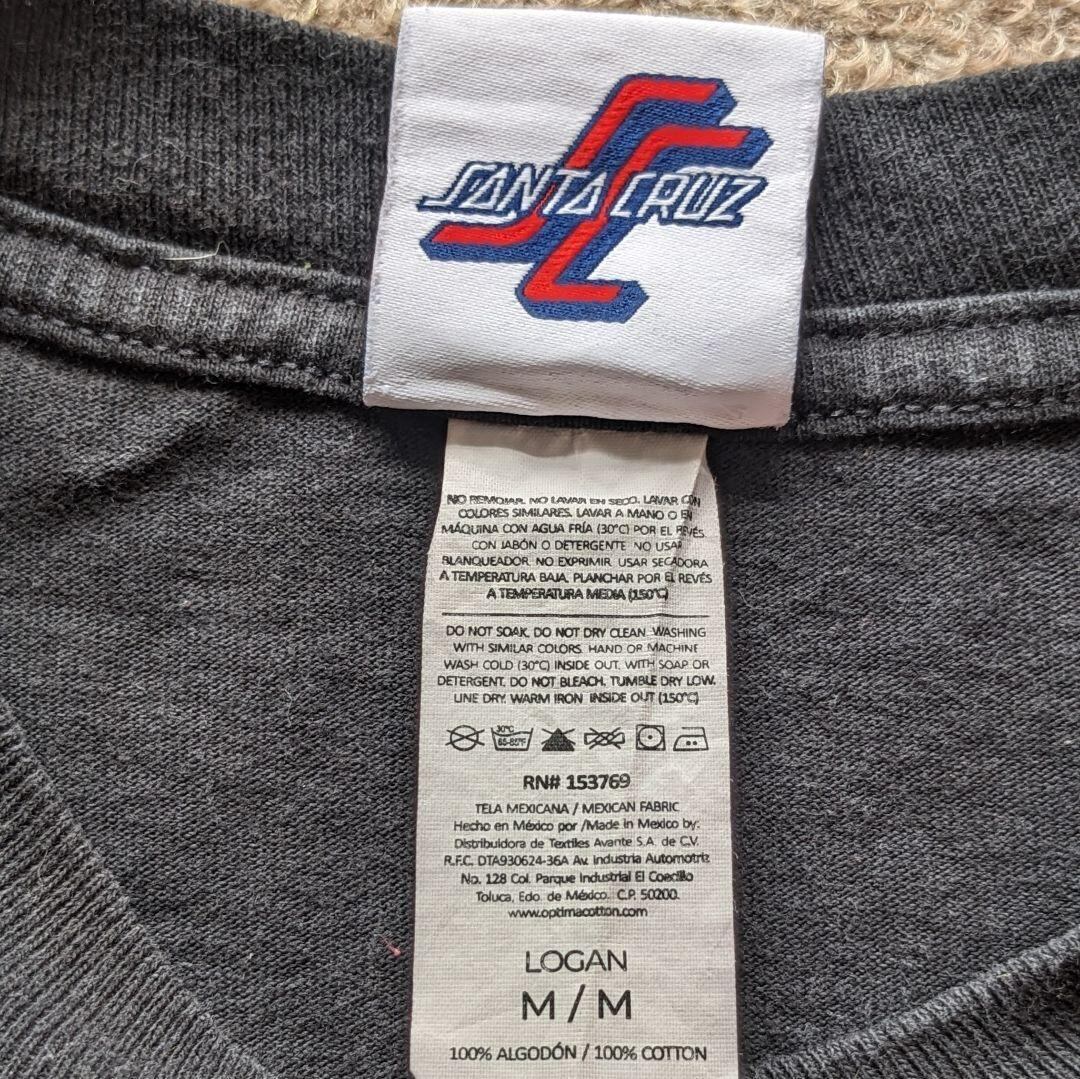 SANTA CRUZ
NO REMOJAR. NO LAVAR EN SECO. LAVAR CON
COLORES SIMILARES. LAVAR A MANO O EN
MÁQUINA CON AGUA FRÍA (30°C) POR EL REVÉS
CON JABÓN O DETERGENTE NO USAR
BLANQUEADOR. NO EXPRIMIR. USAR SECADORA
A TEMPERATURA BAJA. PLANCHAR POR EL REVÉS
A TEMPERATURA MEDIA (150°C)
DO NOT SOAK. DO NOT DRY CLEAN. WASHING
WITH SIMILAR COLORS. HAND OR MACHINE
WASH COLD (30°C) INSIDE OUT. WITH SOAP OR
DETERGENT. DO NOT BLEACH. TUMBLE DRY LOW.
LINE DRY. WARM IRON INSIDE OUT (150°C)
30°C
65-85°F
RN# 153769
TELA MEXICANA / MEXICAN FABRIC
Hecho en México por /Made in Mexico by:
Distribuidora de Textiles Avante S.A. de C.V.
R.F.C. DTA930624-36A Av. Industria Automotriz
No. 128 Col. Parque Industrial El Coecillo
Toluca, Edo. de México. C.P. 50200.
www.optimacotton.com
LOGAN
M / M
100% ALGODÓN / 100% COTTON